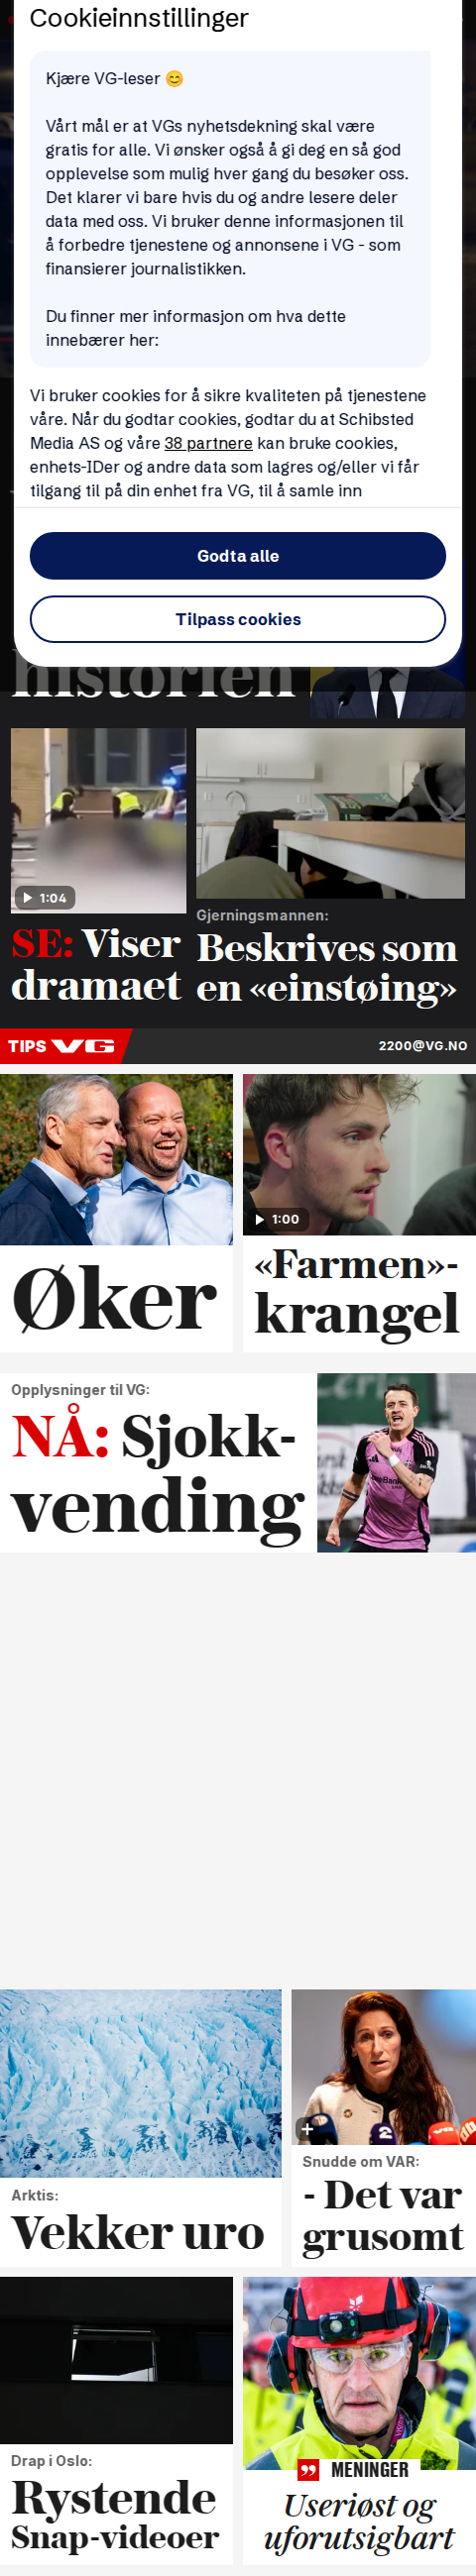 Cookieinnstillinger
Kjære VG-leser 😊
Vårt mål er at VGs nyhetsdekning skal være
gratis for alle. Vi ønsker også å gi deg en så god
opplevelse som mulig hver gang du besøker oss.
Det klarer vi bare hvis du og andre lesere deler
data med oss. Vi bruker denne informasjonen til
å forbedre tjenestene og annonsene i VG - som
finansierer journalistikken.
Du finner mer informasjon om hva dette
innebærer her:
Vi bruker cookies for å sikre kvaliteten på tjenestene
våre. Når du godtar cookies, godtar du at Schibsted
Media AS og våre 38 partnere kan bruke cookies,
enhets-IDer og andre data som lagres og/eller vi får
tilgang til på din enhet fra VG, til å samle inn
Godta alle
Tilpass cookies
historien
1:04
SE: Viser
dramaet
Gjerningsmannen:
Beskrives som
en «einstøing»
TIPS VG
2200@VG.NO
Øker
1:00
«Farmen»-
krangel
Opplysninger til VG:
NÅ: Sjokk-
vending
Arktis:
Vekker uro
Snudde om VAR:
- Det var
grusomt
Drap i Oslo:
Rystende
Snap-videoer
MENINGER
Useriøst og
uforutsigbart